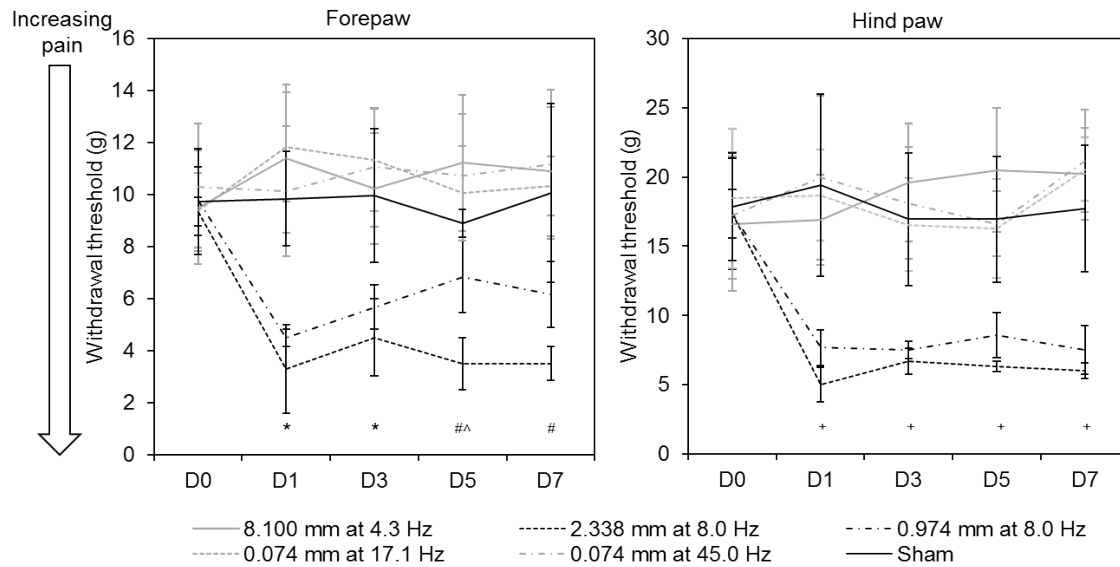 Increasing
pain
Forepaw
Withdrawal threshold (g)
16
14
12
10
8
6
4
2
0
* * #^ #
D0 D1 D3 D5 D7
Hind paw
Withdrawal threshold (g)
30
25
20
15
10
5
0
+ + + +
D0 D1 D3 D5 D7
8.100 mm at 4.3 Hz 2.338 mm at 8.0 Hz 0.974 mm at 8.0 Hz
0.074 mm at 17.1 Hz 0.074 mm at 45.0 Hz Sham